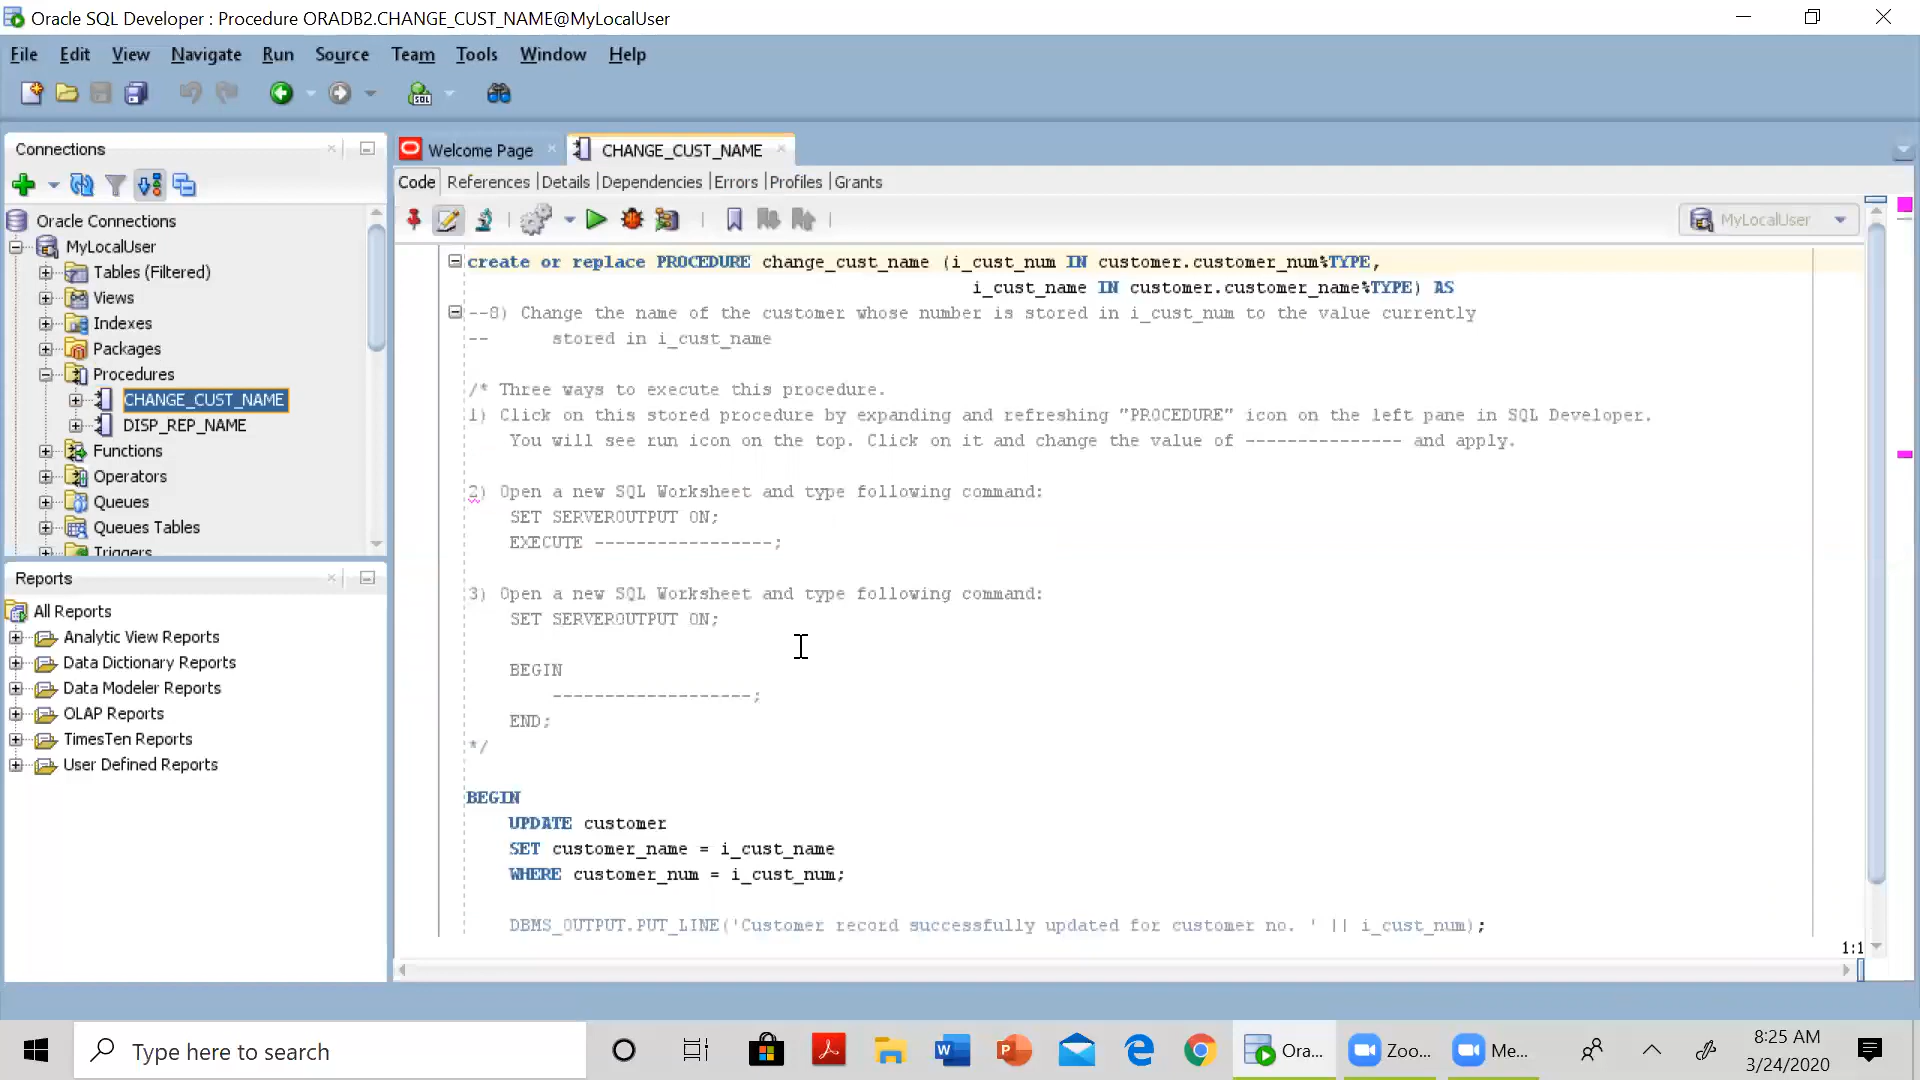 Oracle SQL Developer : Procedure ORADB2.CHANGE_CUST_NAME@MyLocalUser
File Edit View Navigate Run Source Team Tools Window Help
SQL
Connections
Oracle Connections
MyLocalUser
Tables (Filtered)
Views
Indexes
Packages
Procedures
CHANGE_CUST_NAME
DISP_REP_NAME
Functions
Operators
Queues
Queues Tables
Triggers
Reports
All Reports
Analytic View Reports
Data Dictionary Reports
Data Modeler Reports
OLAP Reports
TimesTen Reports
User Defined Reports
Welcome Page
CHANGE_CUST_NAME
Code References Details Dependencies Errors Profiles Grants
MyLocalUser
create or replace PROCEDURE change_cust_name (i_cust_num IN customer.customer_num%TYPE,
i_cust_name IN customer.customer_name%TYPE) AS
--8) Change the name of the customer whose number is stored in i_cust_num to the value currently
-- stored in i_cust_name
/* Three ways to execute this procedure.
1) Click on this stored procedure by expanding and refreshing "PROCEDURE" icon on the left pane in SQL Developer.
You will see run icon on the top. Click on it and change the value of --------------- and apply.
2) Open a new SQL Worksheet and type following command:
SET SERVEROUTPUT ON;
EXECUTE -----------------;
3) Open a new SQL Worksheet and type following command:
SET SERVEROUTPUT ON;
BEGIN
-------------------;
END;
*/
BEGIN
UPDATE customer
SET customer_name = i_cust_name
WHERE customer_num = i_cust_num;
DBMS_OUTPUT.PUT_LINE('Customer record successfully updated for customer no. ' || i_cust_num);
1:1
Type here to search
Ora...
Zoo...
Me...
8:25 AM
3/24/2020